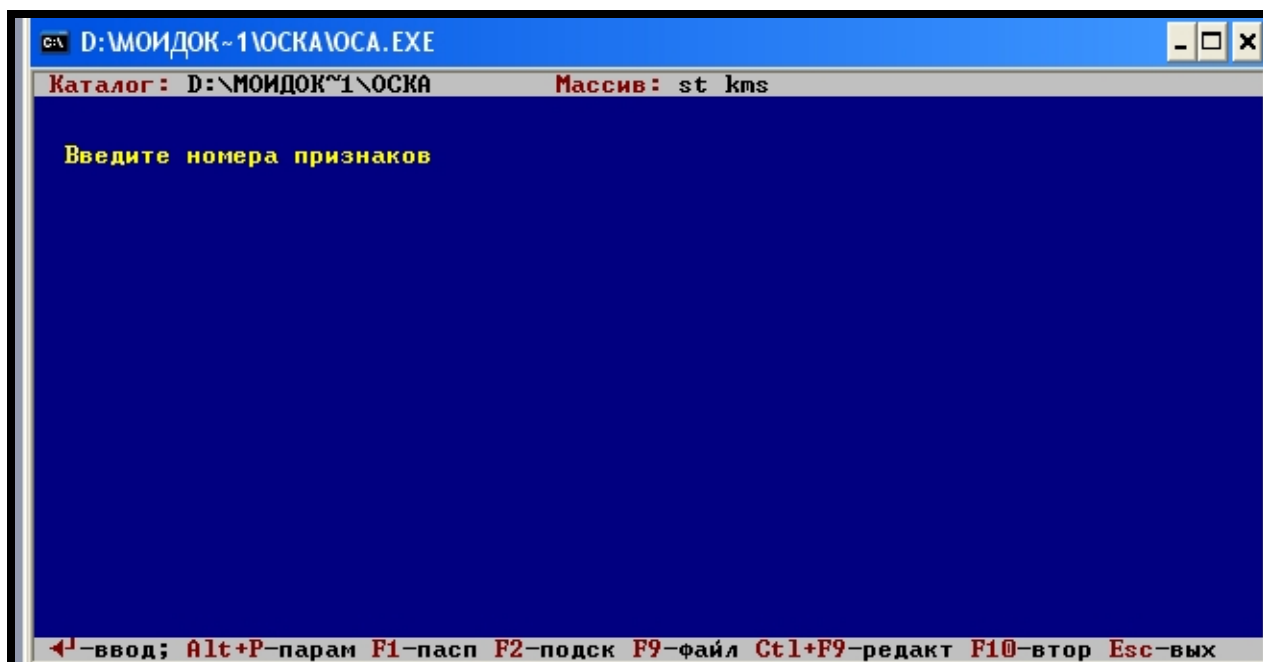 D:\МОИДОК~1\ОСКА\OCA.EXE
Каталог: D:\МОИДОК~1\ОСКА Массив: st kms
Введите номера признаков
◄┘-ввод; Alt+P-парам F1-пасп F2-подск F9-файл Ctl+F9-редакт F10-втор Esc-вых